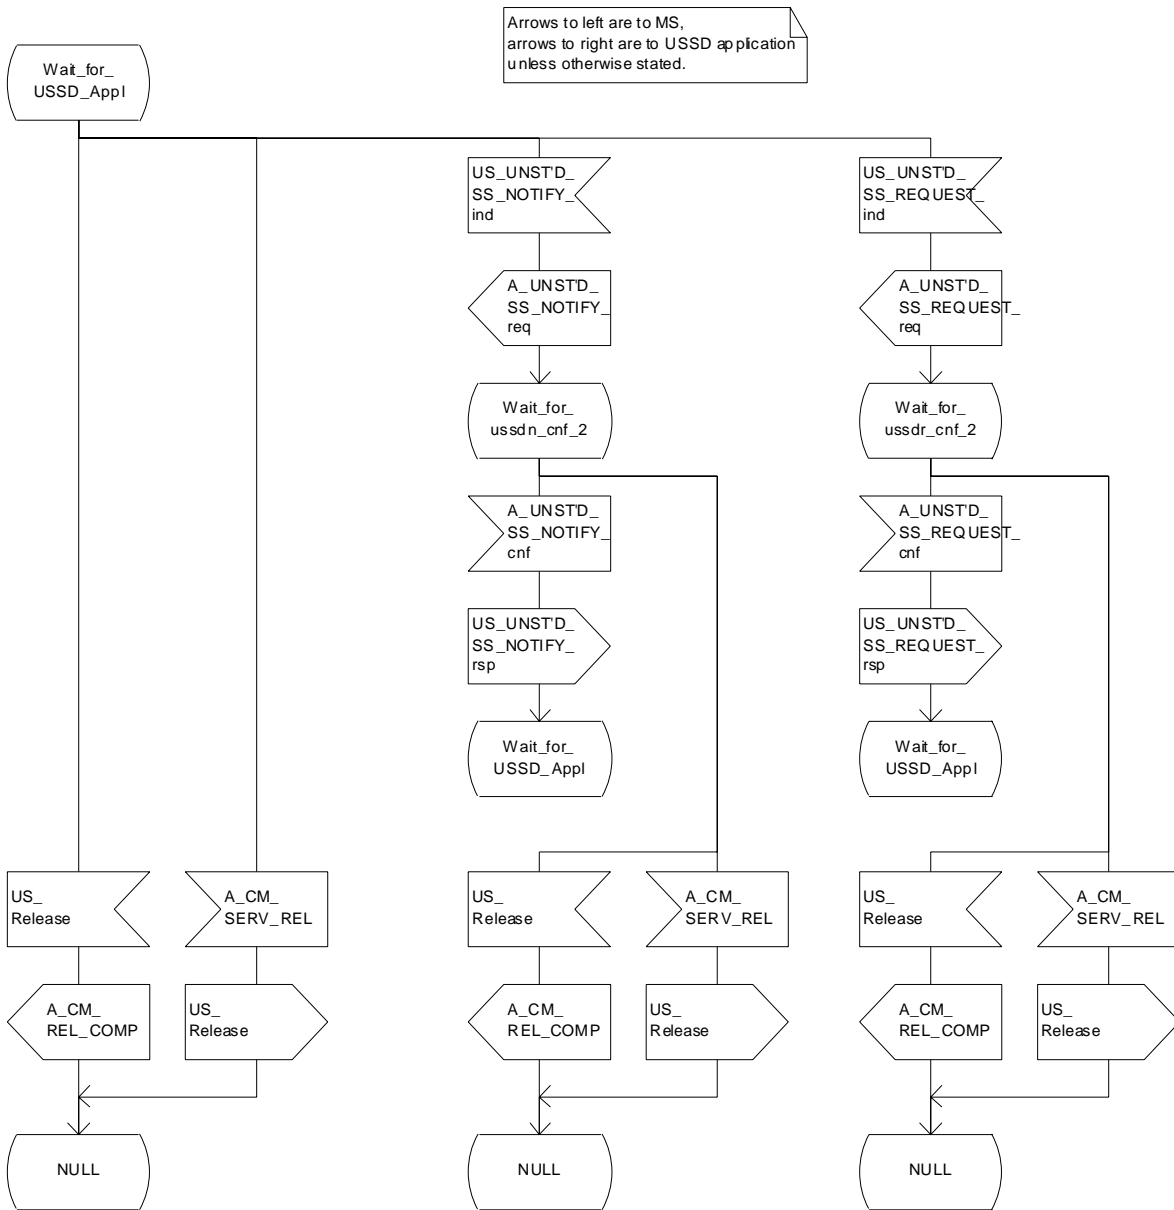 Arrows to left are to MS,
arrows to right are to USSD application
unless otherwise stated.
Wait_for_
USSD_Appl
US_UNST'D_
SS_NOTIFY_
ind
US_UNST'D_
SS_REQUEST_
ind
A_UNST'D_
SS_NOTIFY_
req
A_UNST'D_
SS_REQUEST_
req
Wait_for_
ussdn_cnf_2
Wait_for_
ussdr_cnf_2
A_UNST'D_
SS_NOTIFY_
cnf
A_UNST'D_
SS_REQUEST_
cnf
US_UNST'D_
SS_NOTIFY_
rsp
US_UNST'D_
SS_REQUEST_
rsp
Wait_for_
USSD_Appl
Wait_for_
USSD_Appl
US_
Release
A_CM_
SERV_REL
US_
Release
A_CM_
SERV_REL
US_
Release
A_CM_
SERV_REL
A_CM_
REL_COMP
US_
Release
A_CM_
REL_COMP
US_
Release
A_CM_
REL_COMP
US_
Release
NULL
NULL
NULL